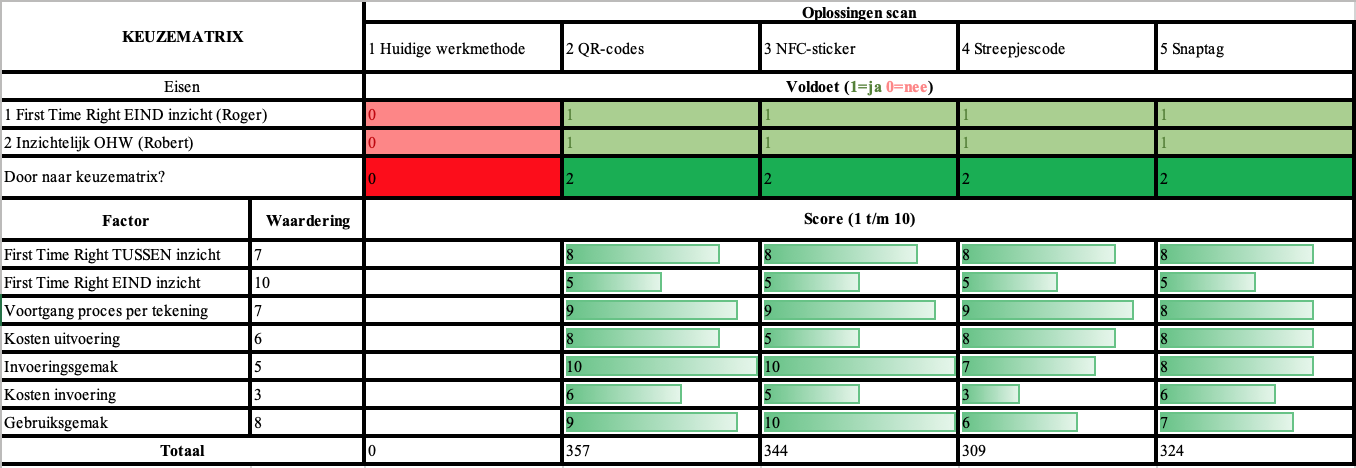 KEUZEMATRIX
Oplossingen scan
1 Huidige werkmethode 2 QR-codes 3 NFC-sticker 4 Streepjescode 5 Snaptag
Eisen Voldoet (1=ja 0=nee)
1 First Time Right EIND inzicht (Roger) 0 1 1 1 1
2 Inzichtelijk OHW (Robert) 0 1 1 1 1
Door naar keuzematrix? 0 2 2 2 2
Factor Waardering Score (1 t/m 10)
First Time Right TUSSEN inzicht 7 8 8 8 8
First Time Right EIND inzicht 10 5 5 5 5
Voortgang proces per tekening 7 9 9 9 8
Kosten uitvoering 6 8 5 8 8
Invoeringsgemak 5 10 10 7 8
Kosten invoering 3 6 5 3 6
Gebruiksgemak 8 9 10 6 7
Totaal 0 357 344 309 324